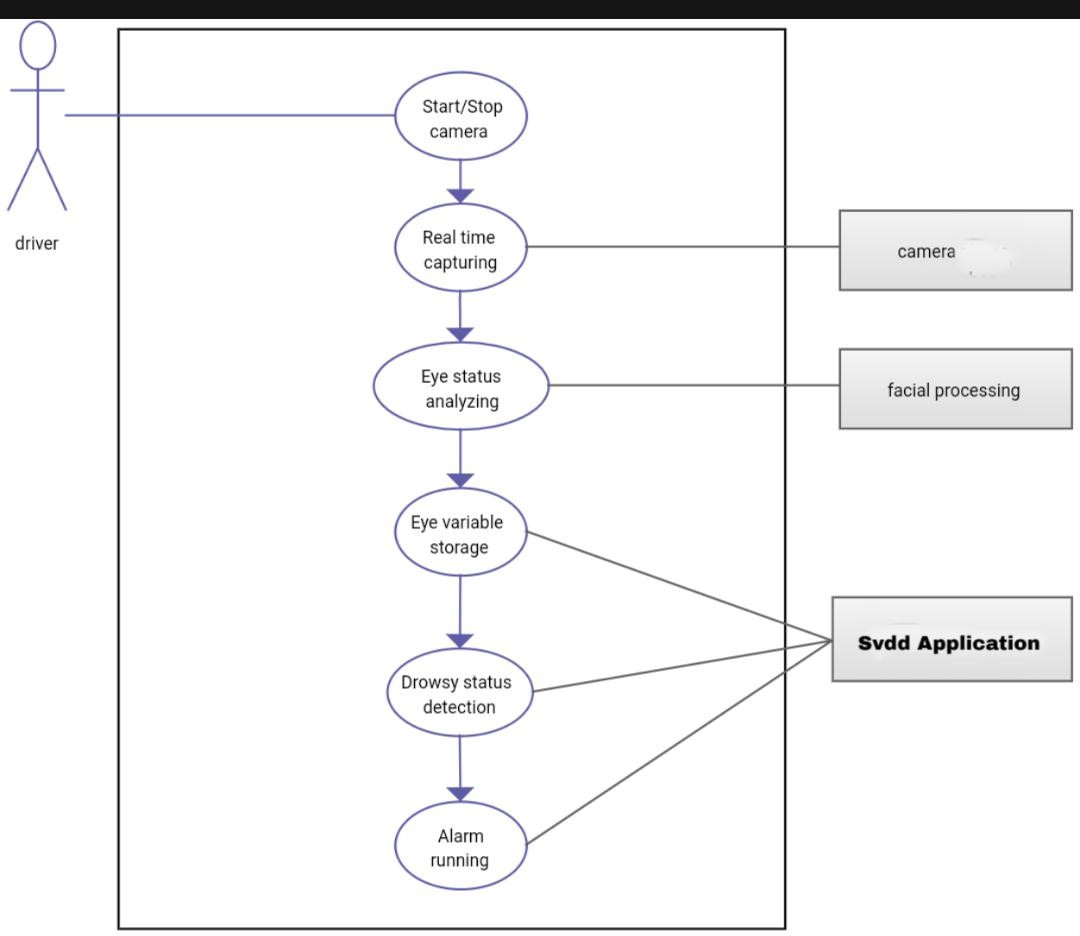 Start/Stop
camera
driver
Real time
capturing
camera
Eye status
analyzing
facial processing
Eye variable
storage
Svdd Application
Drowsy status
detection
Alarm
running